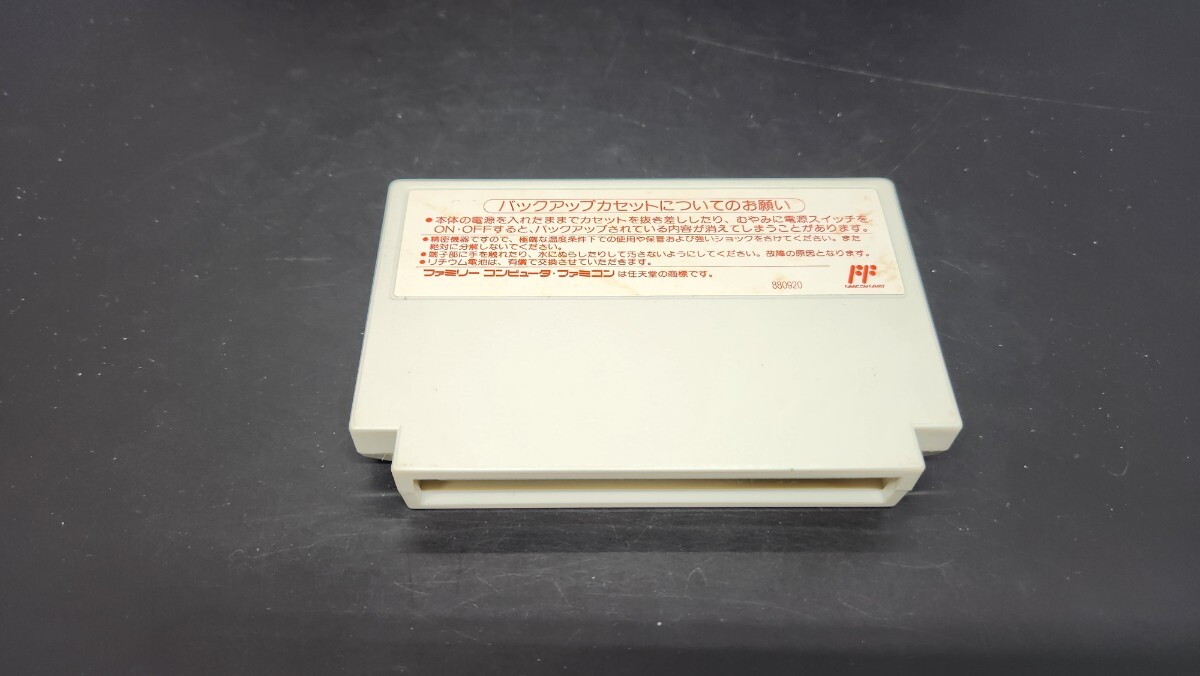 バックアップカセットについてのお願い
●本体の電源を入れたままでカセットを抜き差ししたり、むやみに電源スイッチを
ON・OFFすると、バックアップされている内容が消えてしまうことがあります。
●精密機器ですので、極端な温度条件下での使用や保管および強いショックをさけてください。また
絶対に分解しないでください。
●端子部に手を触れたり、水にぬらしたりして汚さないようにしてください。故障の原因となります。
●リチウム電池は、有償で交換させていただきます。
ファミリー コンピュータ・ファミコン は任天堂の商標です。
880920